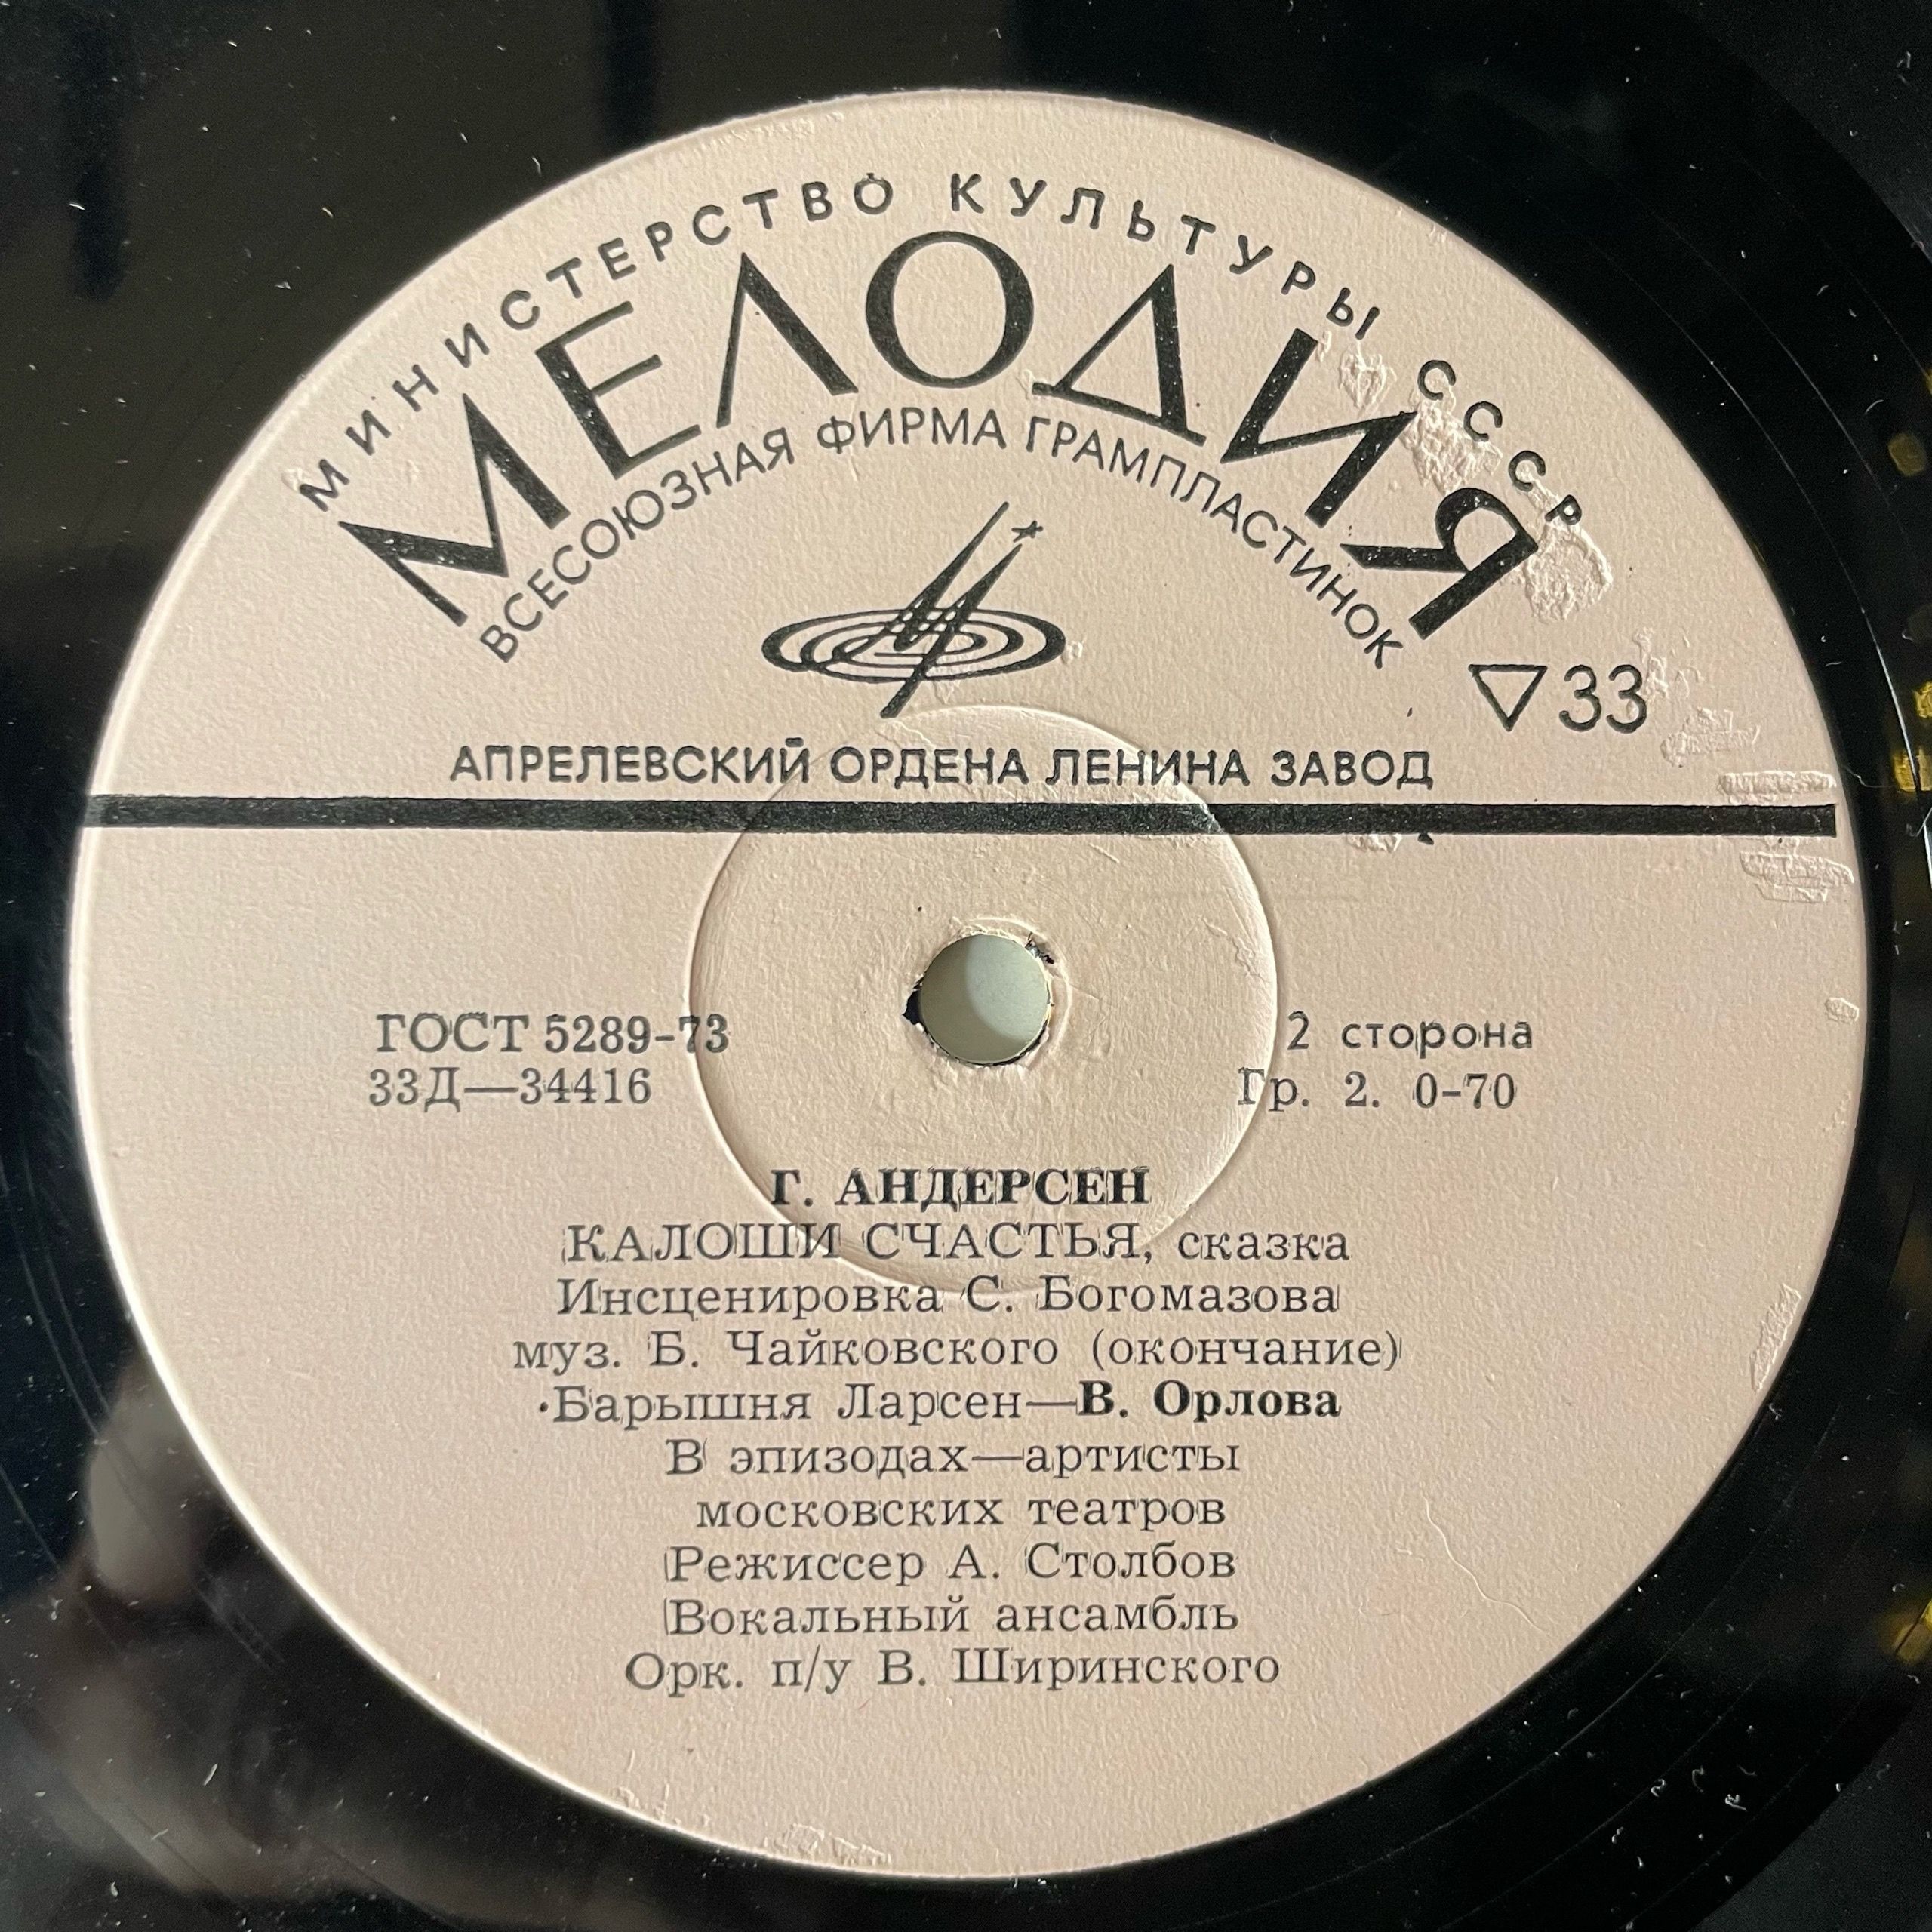 МИНИСТЕРСТВО КУЛЬТУРЫ СССР
МЕЛОДИЯ
ВСЕСОЮЗНАЯ ФИРМА ГРАМПЛАСТИНОК
▽33
АПРЕЛЕВСКИЙ ОРДЕНА ЛЕНИНА ЗАВОД
ГОСТ 5289-73
33Д—34416
2 сторона
Гр. 2. 0-70
Г. АНДЕРСЕН
КАЛОШИ СЧАСТЬЯ, сказка
Инсценировка С. Богомазова
муз. Б. Чайковского (окончание)
Барышня Ларсен—В. Орлова
В эпизодах—артисты
московских театров
Режиссер А. Столбов
Вокальный ансамбль
Орк. п/у В. Ширинского